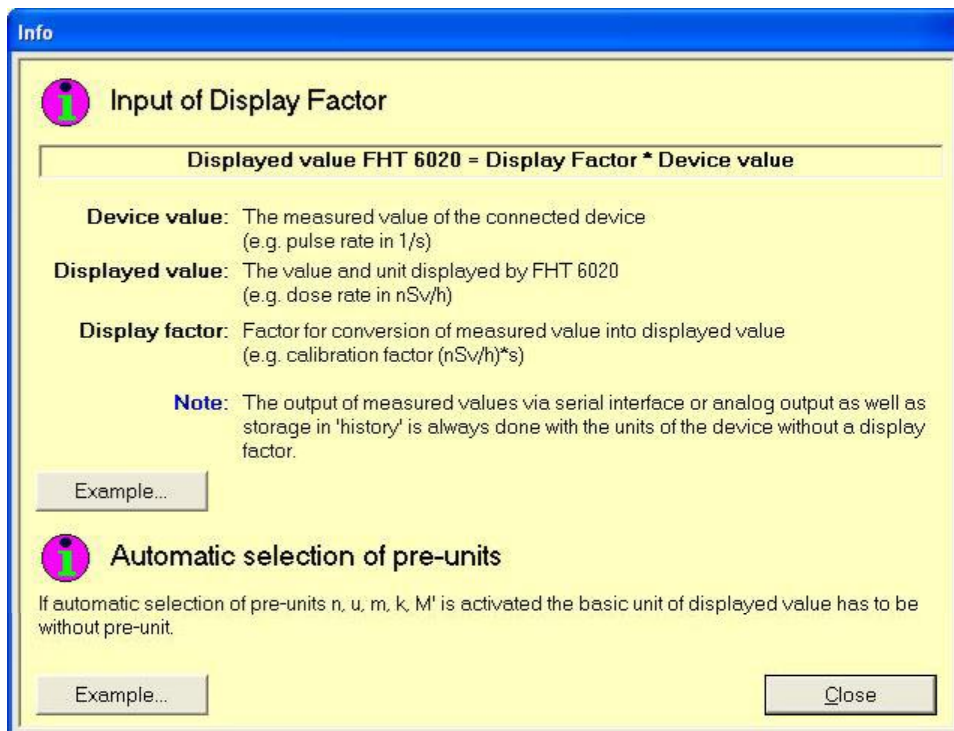 Info
Input of Display Factor
Displayed value FHT 6020 = Display Factor * Device value
Device value: The measured value of the connected device
(e.g. pulse rate in 1/s)
Displayed value: The value and unit displayed by FHT 6020
(e.g. dose rate in nSv/h)
Display factor: Factor for conversion of measured value into displayed value
(e.g. calibration factor (nSv/h)*s)
Note: The output of measured values via serial interface or analog output as well as
storage in 'history' is always done with the units of the device without a display
factor.
Example...
Automatic selection of pre-units
If automatic selection of pre-units n, u, m, k, M' is activated the basic unit of displayed value has to be
without pre-unit.
Example...
Close